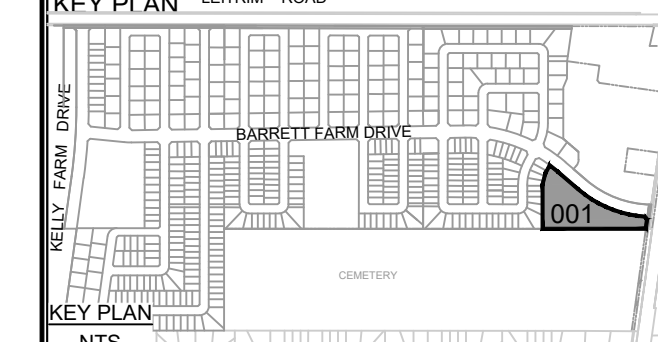 KEY PLAN LEITRIM ROAD
KELLY FARM DRIVE
BARRETT FARM DRIVE
001
CEMETERY
KEY PLAN
NTS